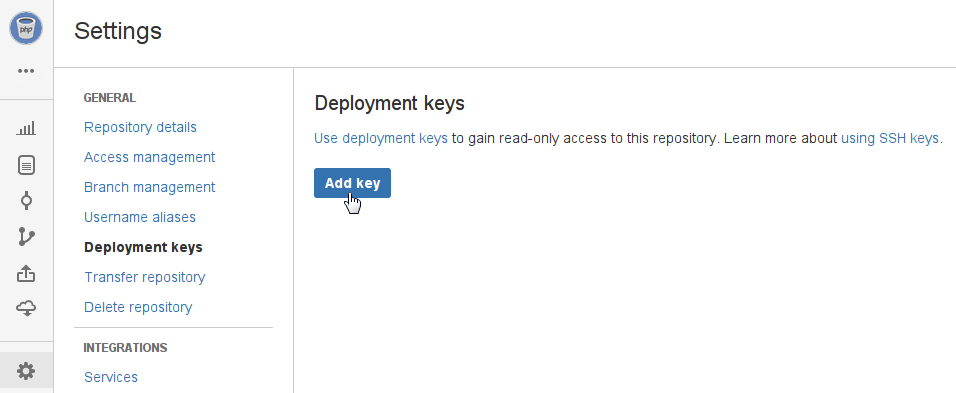 php
Settings
GENERAL
Repository details
Access management
Branch management
Username aliases
Deployment keys
Transfer repository
Delete repository
INTEGRATIONS
Services
Deployment keys
Use deployment keys to gain read-only access to this repository. Learn more about using SSH keys.
Add key